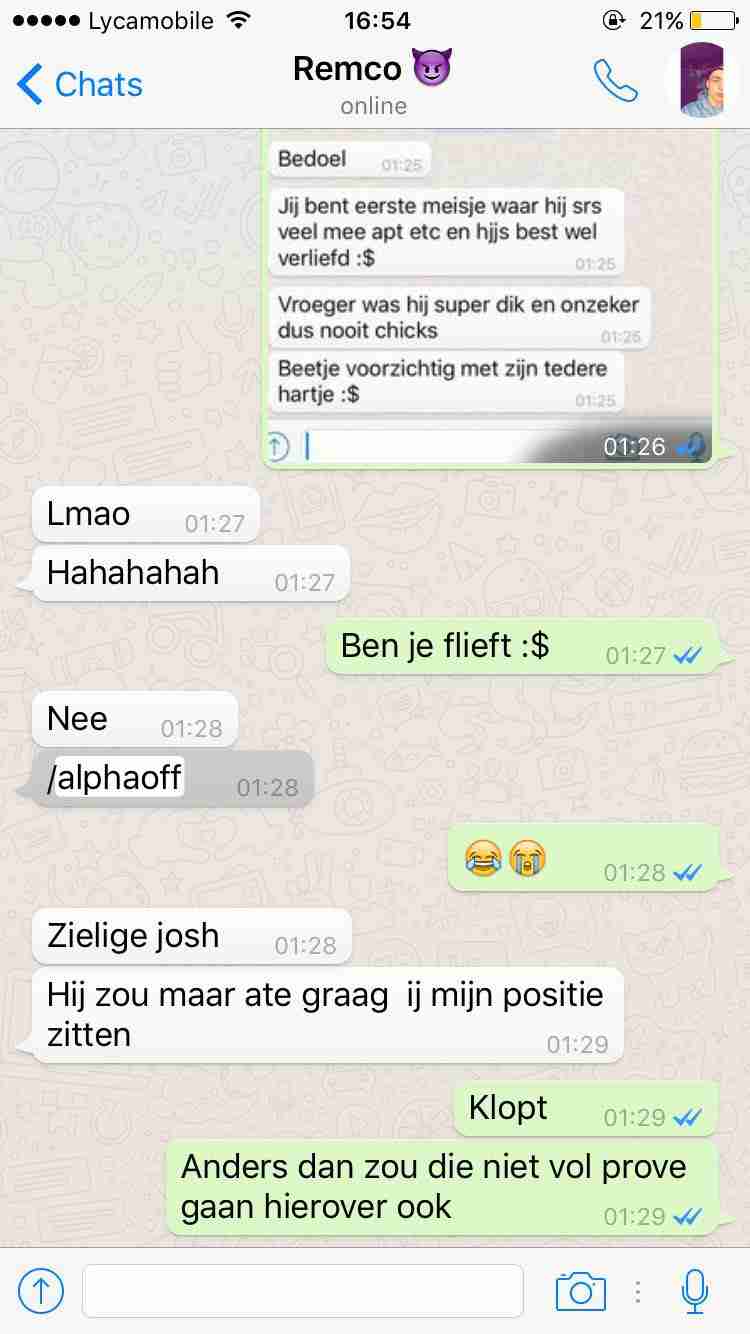 Lycamobile 16:54 21%
Chats Remco 😈
online
Bedoel 01:25
Jij bent eerste meisje waar hij srs
veel mee apt etc en hjjs best wel
verliefd :$ 01:25
Vroeger was hij super dik en onzeker
dus nooit chicks 01:25
Beetje voorzichtig met zijn tedere
hartje :$ 01:25
01:26
Lmao 01:27
Hahahahah 01:27
Ben je flieft :$ 01:27
Nee 01:28
/alphaoff 01:28
😂😭 01:28
Zielige josh 01:28
Hij zou maar ate graag ij mijn positie
zitten 01:29
Klopt 01:29
Anders dan zou die niet vol prove
gaan hierover ook 01:29